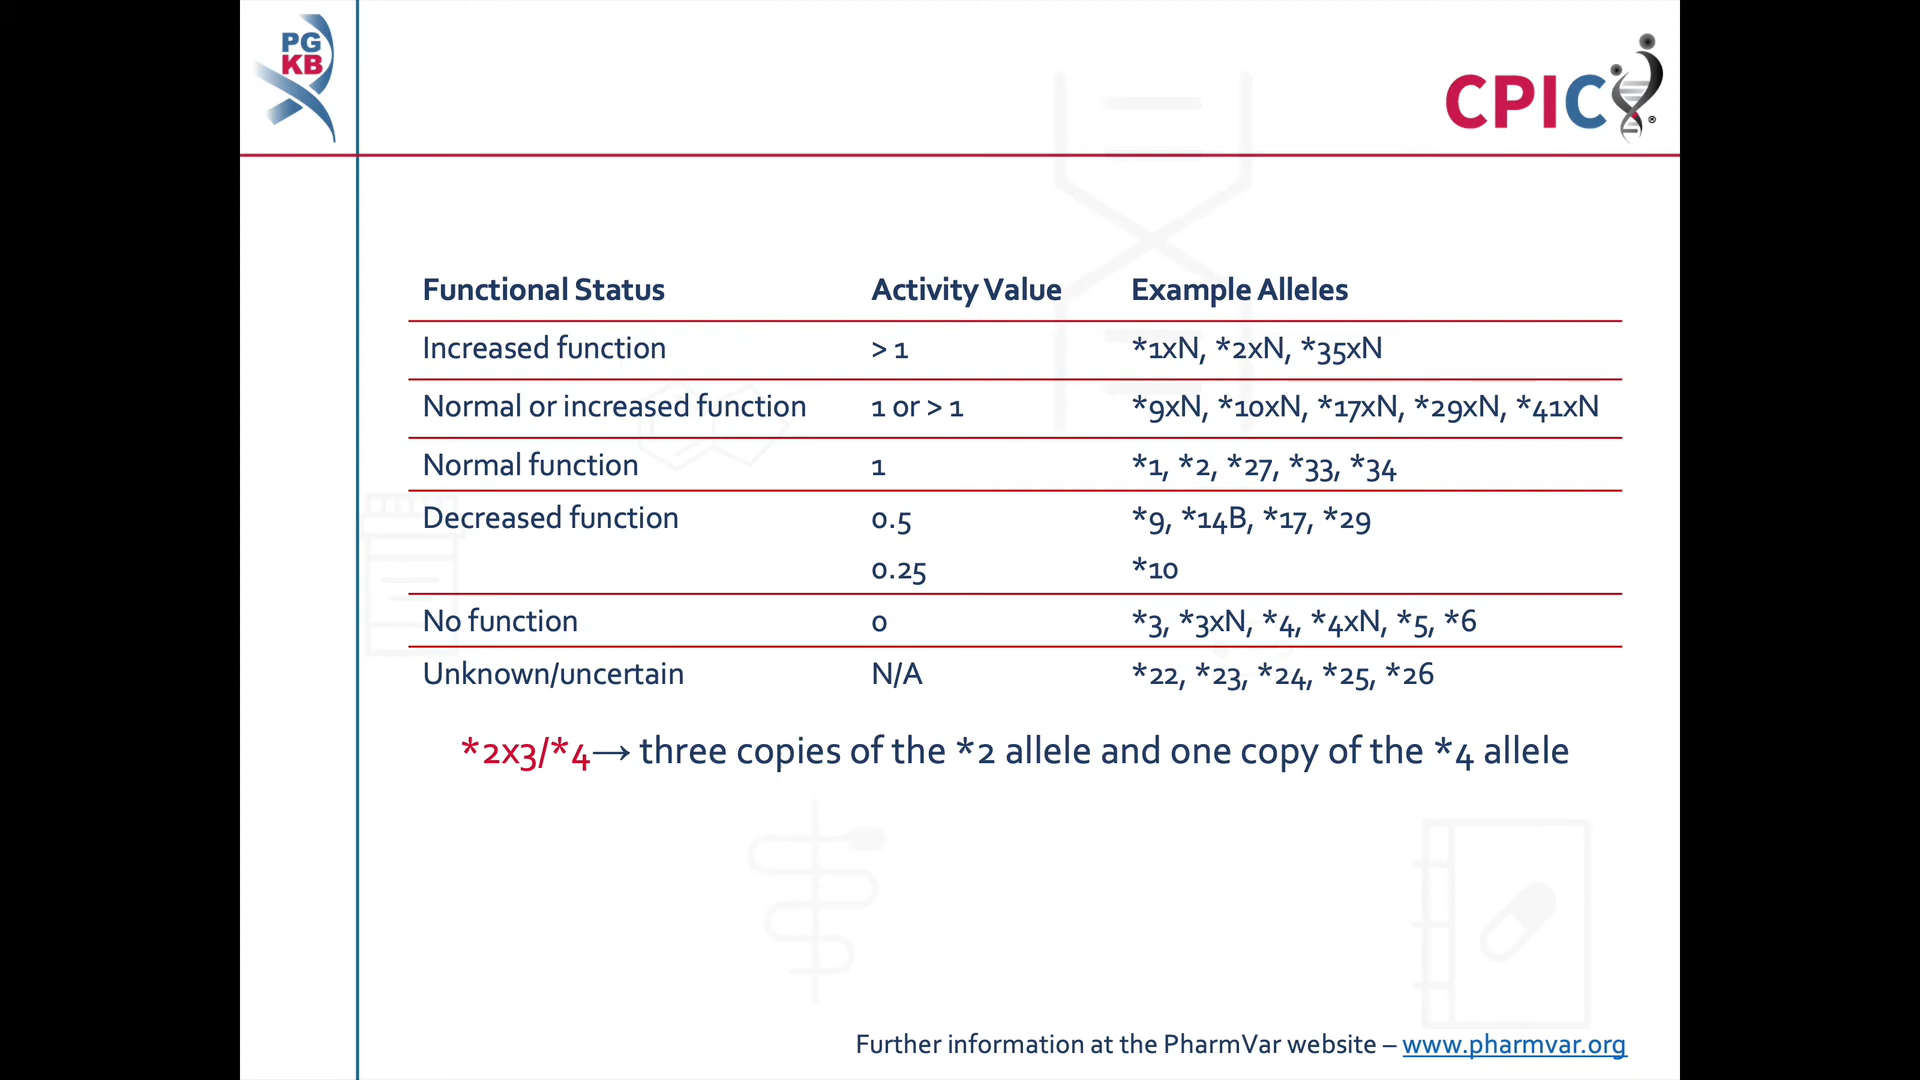 PG
KB
CPIC®
Functional Status Activity Value Example Alleles
Increased function > 1 *1xN, *2xN, *35xN
Normal or increased function 1 or > 1 *9xN, *10xN, *17xN, *29xN, *41xN
Normal function 1 *1, *2, *27, *33, *34
Decreased function 0.5 *9, *14B, *17, *29
0.25 *10
No function 0 *3, *3xN, *4, *4xN, *5, *6
Unknown/uncertain N/A *22, *23, *24, *25, *26
*2x3/*4→ three copies of the *2 allele and one copy of the *4 allele
Further information at the PharmVar website – www.pharmvar.org